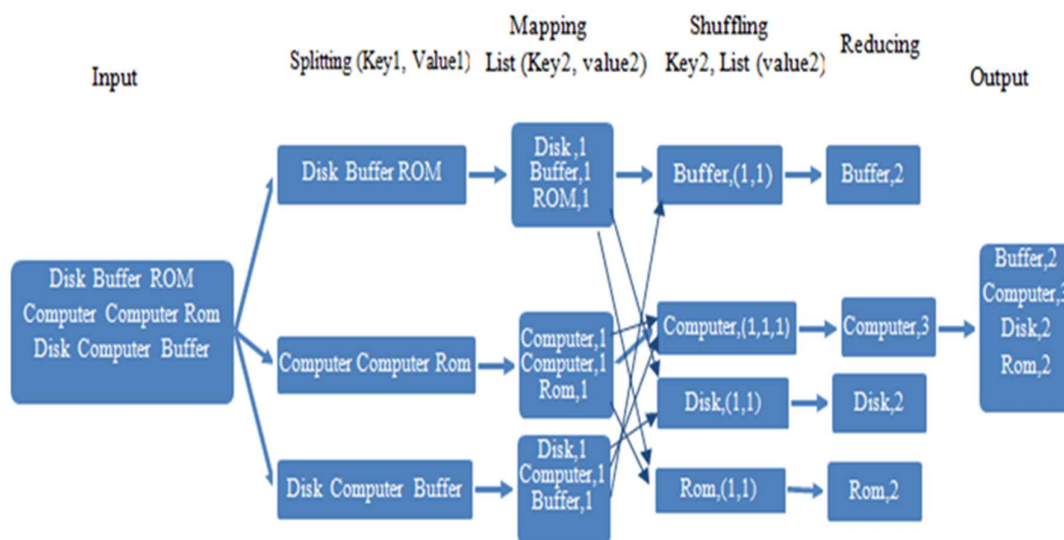 Input
Splitting (Key1, Value1)
Mapping
List (Key2, value2)
Shuffling
Key2, List (value2)
Reducing
Output
Disk Buffer ROM
Computer Computer Rom
Disk Computer Buffer
Disk Buffer ROM
Computer Computer Rom
Disk Computer Buffer
Disk,1
Buffer,1
ROM,1
Computer,1
Computer,1
Rom,1
Disk,1
Computer,1
Buffer,1
Buffer,(1,1)
Computer,(1,1,1)
Disk,(1,1)
Rom,(1,1)
Buffer,2
Computer,3
Disk,2
Rom,2
Buffer,2
Computer,3
Disk,2
Rom,2